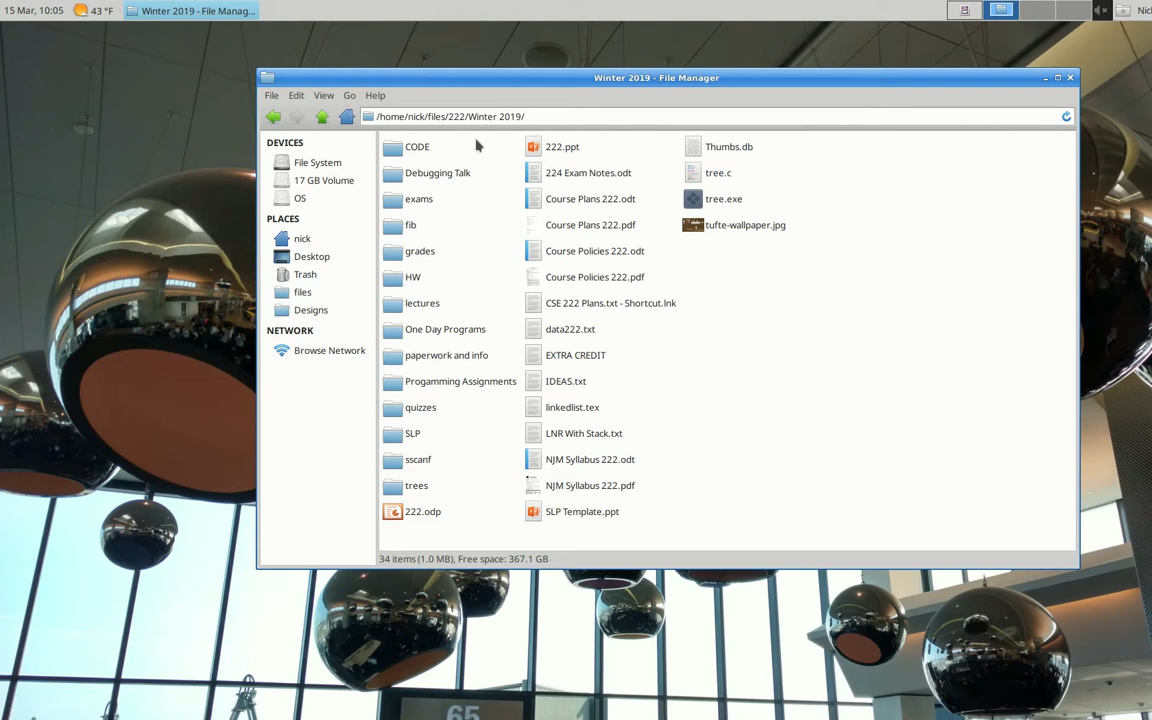 15 Mar, 10:05 43 °F Winter 2019 - File Manag...
Winter 2019 - File Manager
File Edit View Go Help
/home/nick/files/222/Winter 2019/
DEVICES
File System
17 GB Volume
OS
PLACES
nick
Desktop
Trash
files
Designs
NETWORK
Browse Network
CODE
Debugging Talk
exams
fib
grades
HW
lectures
One Day Programs
paperwork and info
Progamming Assignments
quizzes
SLP
sscanf
trees
222.odp
222.ppt
224 Exam Notes.odt
Course Plans 222.odt
Course Plans 222.pdf
Course Policies 222.odt
Course Policies 222.pdf
CSE 222 Plans.txt - Shortcut.lnk
data222.txt
EXTRA CREDIT
IDEAS.txt
linkedlist.tex
LNR With Stack.txt
NJM Syllabus 222.odt
NJM Syllabus 222.pdf
SLP Template.ppt
Thumbs.db
tree.c
tree.exe
tufte-wallpaper.jpg
34 items (1.0 MB), Free space: 367.1 GB
65